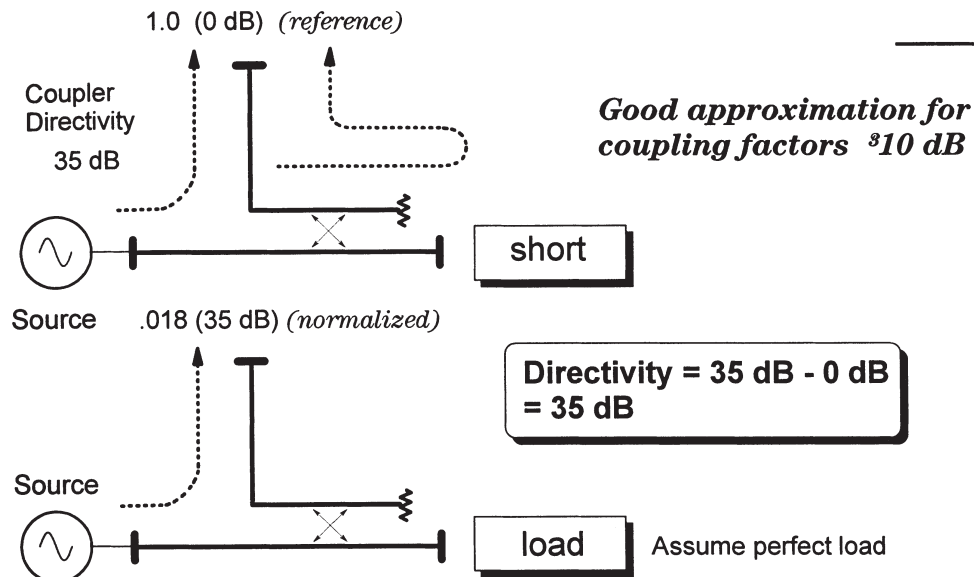 1.0 (0 dB) (reference)
Coupler
Directivity
35 dB
Good approximation for
coupling factors ³10 dB
short
Source
.018 (35 dB) (normalized)
Directivity = 35 dB - 0 dB
= 35 dB
Source
load
Assume perfect load